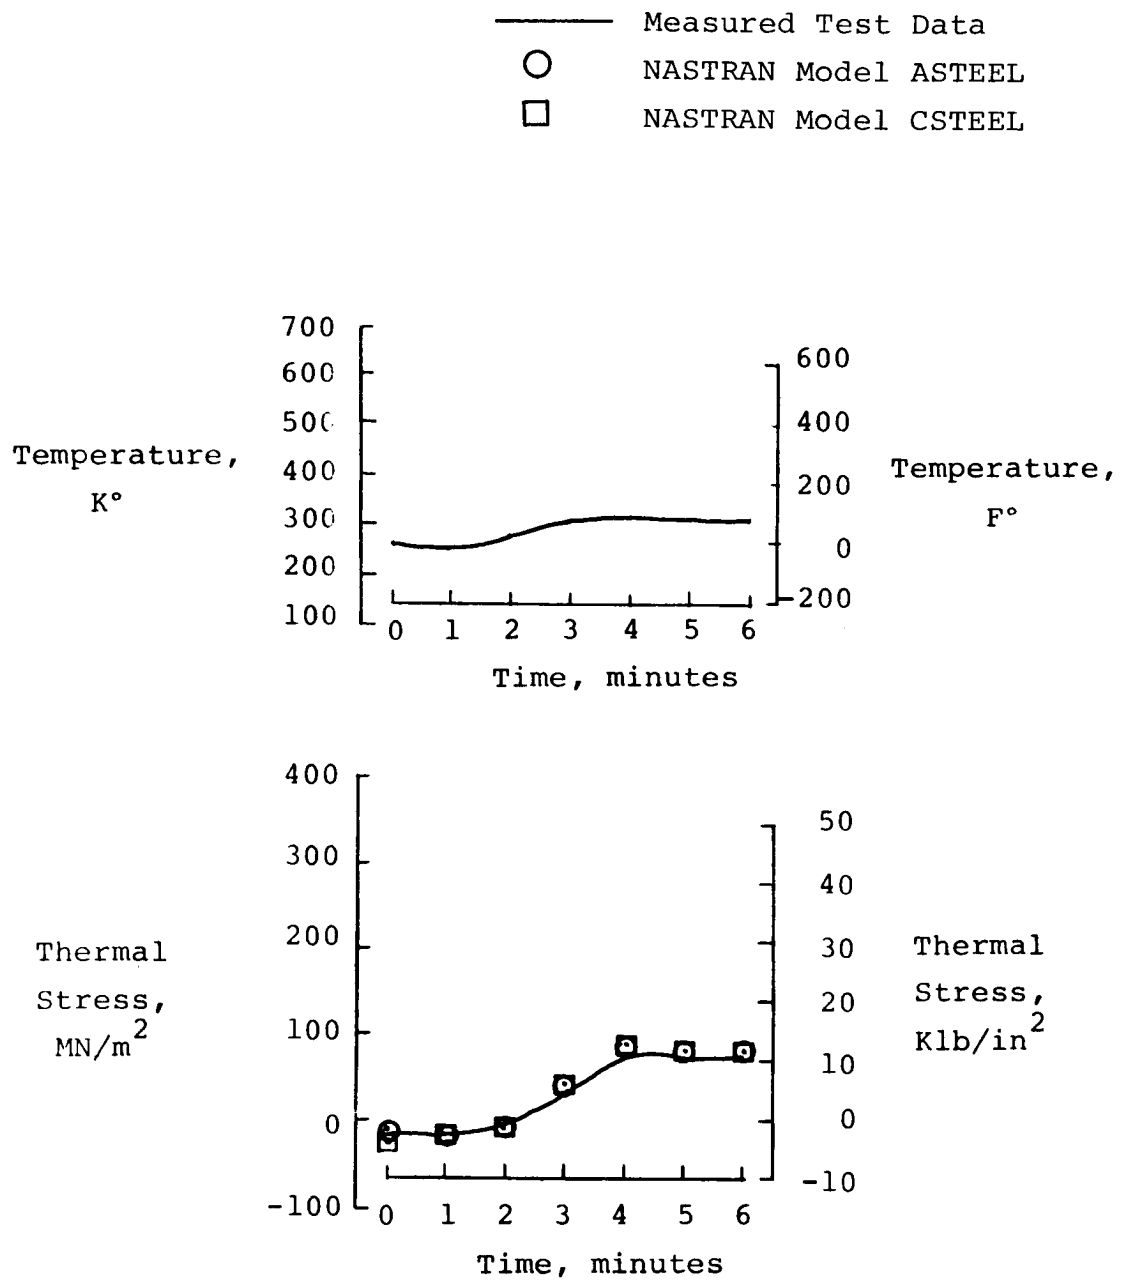 Measured Test Data
NASTRAN Model ASTEEL
NASTRAN Model CSTEEL
700
600
500
400
300
200
100
Temperature,
K°
600
400
200
0
-200
Temperature,
F°
0 1 2 3 4 5 6
Time, minutes
400
300
200
100
0
-100
Thermal
Stress,
MN/m²
50
40
30
20
10
0
-10
Thermal
Stress,
Klb/in²
0 1 2 3 4 5 6
Time, minutes